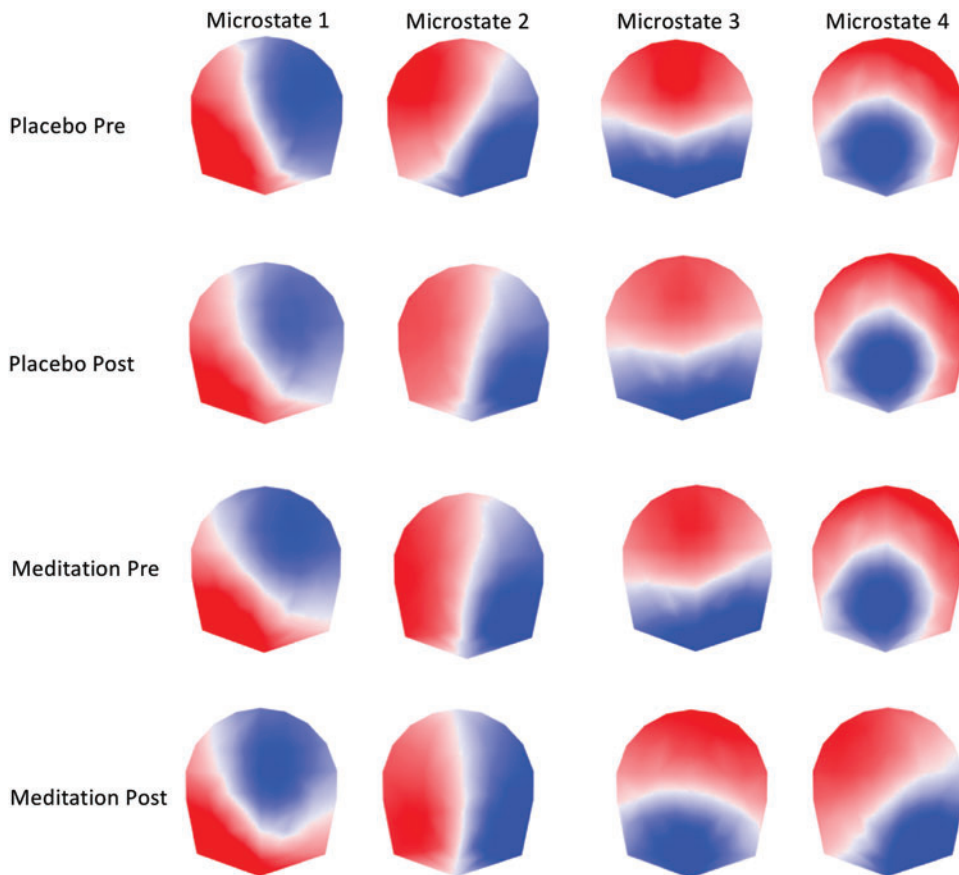 Microstate 1 Microstate 2 Microstate 3 Microstate 4
Placebo Pre
Placebo Post
Meditation Pre
Meditation Post